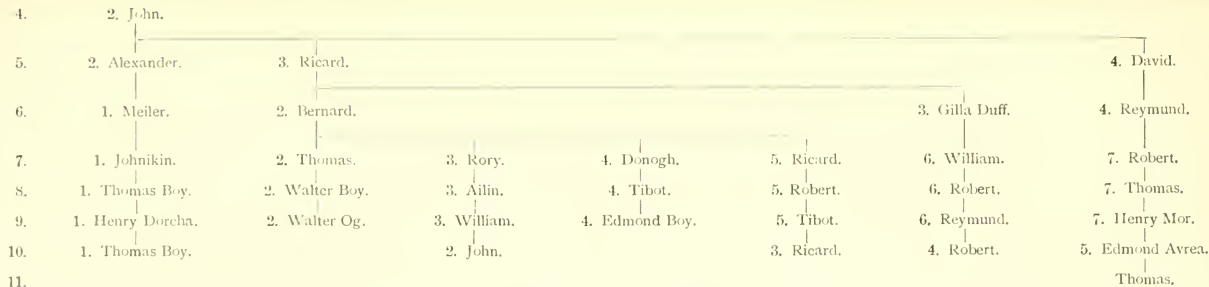 4. 2. John.
5. 2. Alexander. 3. Ricard. 4. David.
6. 1. Meiler. 2. Bernard. 3. Gilla Duff. 4. Reymund.
7. 1. Johnikin. 2. Thomas. 3. Rory. 4. Donogh. 5. Ricard. 6. William. 7. Robert.
8. 1. Thomas Boy. 2. Walter Boy. 3. Ailin. 4. Tibot. 5. Robert. 6. Robert. 7. Thomas.
9. 1. Henry Dorcha. 2. Walter Og. 3. William. 4. Edmond Boy. 5. Tibot. 6. Reymund. 7. Henry Mor.
10. 1. Thomas Boy. 2. John. 3. Ricard. 4. Robert. 5. Edmond Avrea.
11. Thomas.